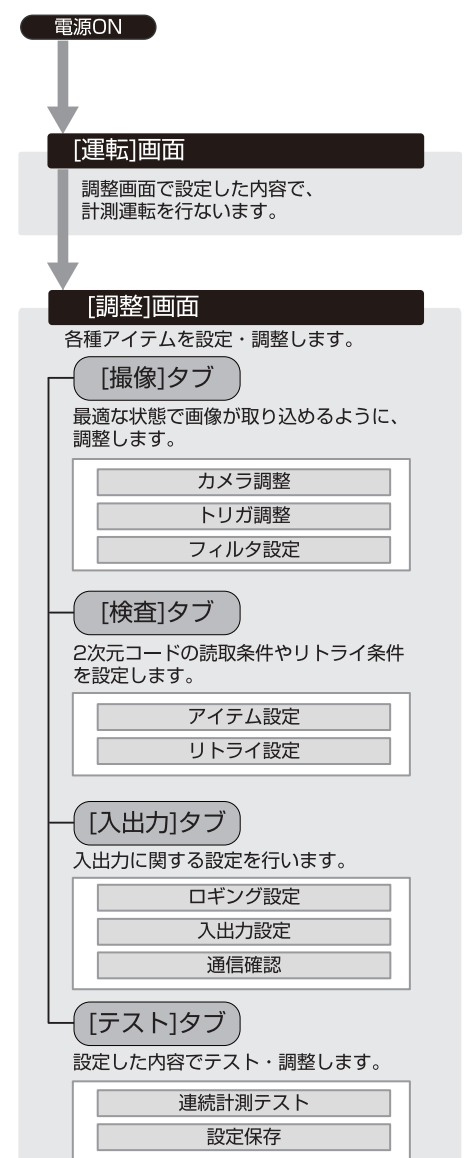 電源ON
[運転]画面
調整画面で設定した内容で、
計測運転を行ないます。
[調整]画面
各種アイテムを設定・調整します。
[撮像]タブ
最適な状態で画像が取り込めるように、
調整します。
カメラ調整
トリガ調整
フィルタ設定
[検査]タブ
2次元コードの読取条件やリトライ条件
を設定します。
アイテム設定
リトライ設定
[入出力]タブ
入出力に関する設定を行います。
ロギング設定
入出力設定
通信確認
[テスト]タブ
設定した内容でテスト・調整します。
連続計測テスト
設定保存